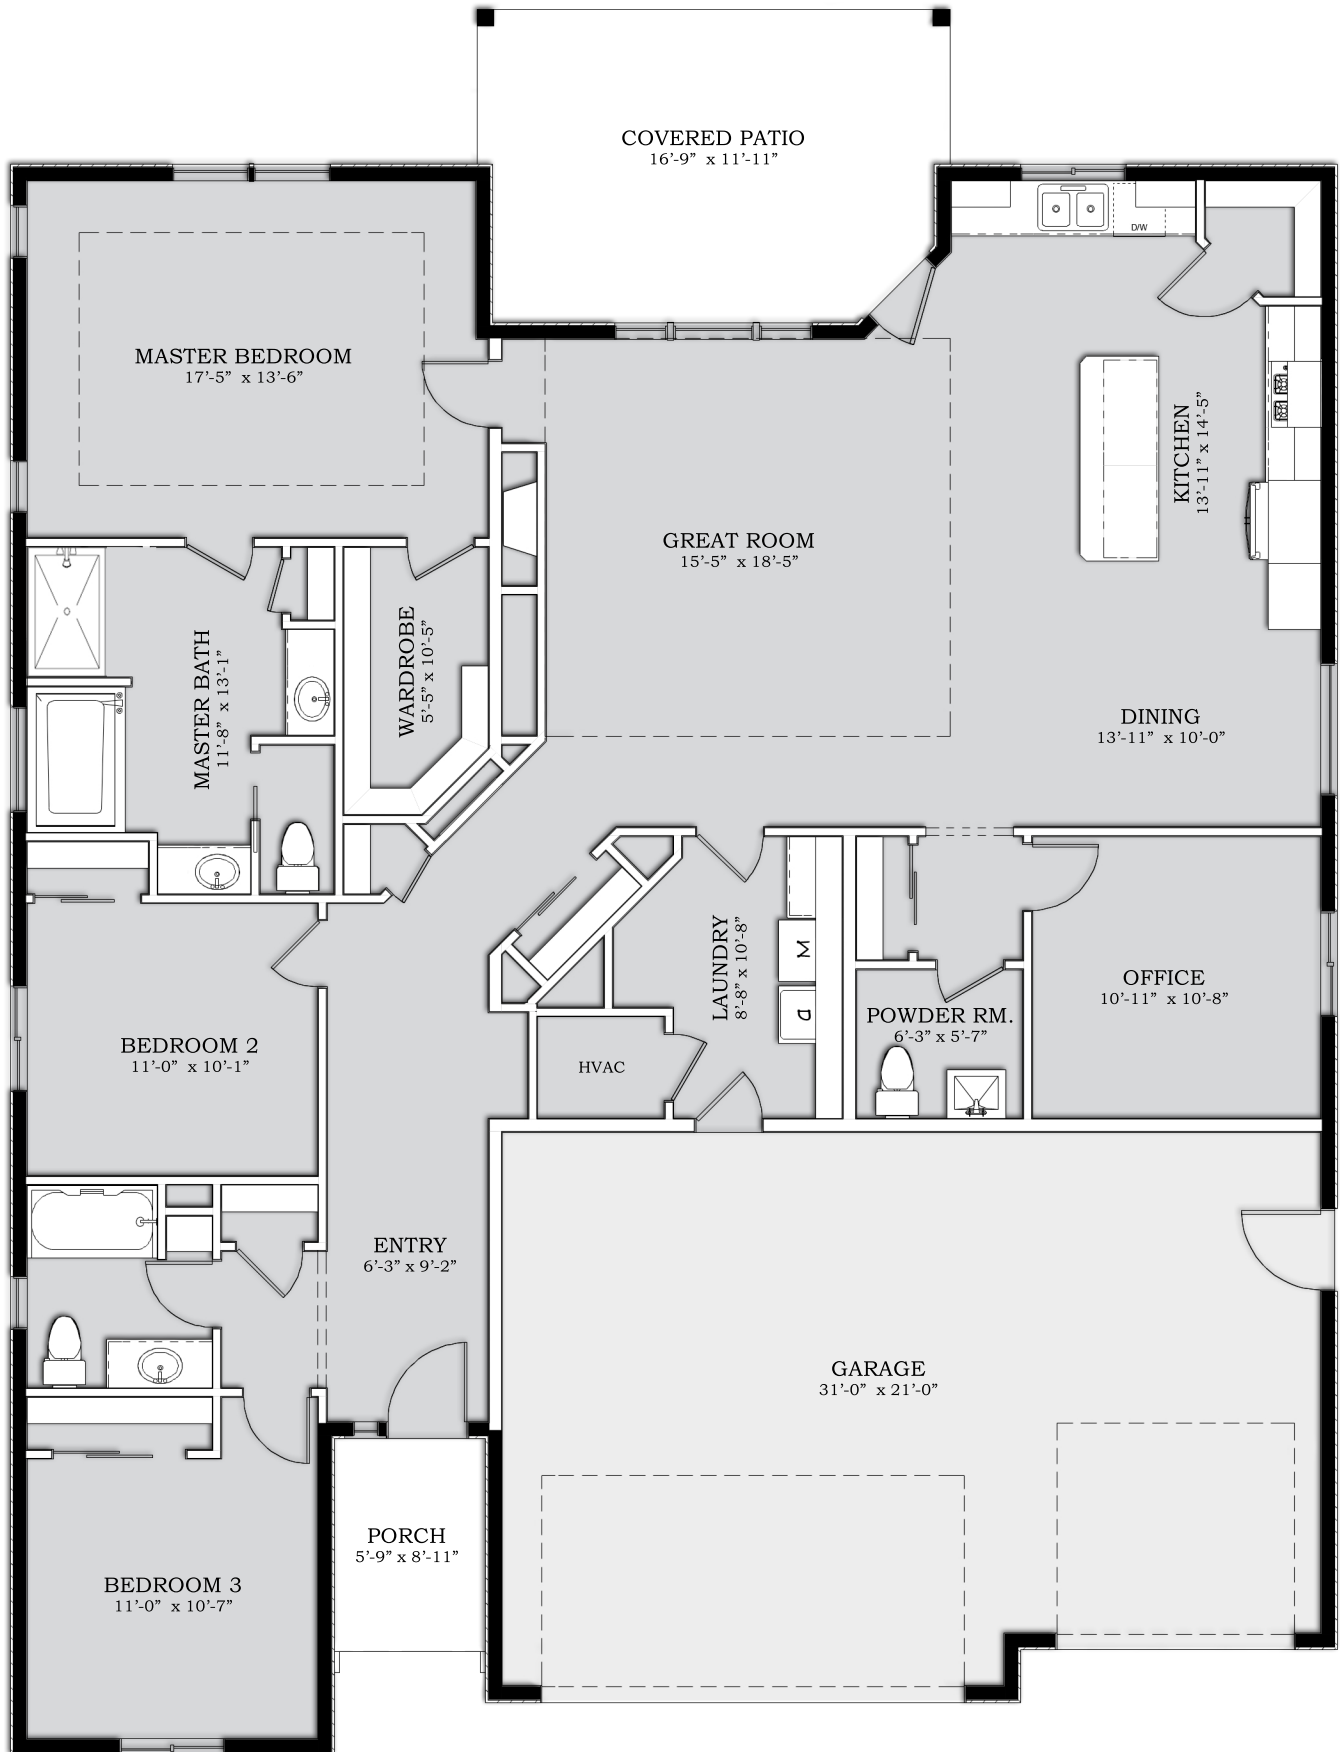 COVERED PATIO
16'-9" x 11'-11"
D/W
MASTER BEDROOM
17'-5" x 13'-6"
KITCHEN
13'-11" x 14'-5"
GREAT ROOM
15'-5" x 18'-5"
MASTER BATH
11'-8" x 13'-1"
WARDROBE
5'-5" x 10'-5"
DINING
13'-11" x 10'-0"
LAUNDRY
8'-8" x 10'-8"
W
D
OFFICE
10'-11" x 10'-8"
POWDER RM.
6'-3" x 5'-7"
BEDROOM 2
11'-0" x 10'-1"
HVAC
ENTRY
6'-3" x 9'-2"
GARAGE
31'-0" x 21'-0"
PORCH
5'-9" x 8'-11"
BEDROOM 3
11'-0" x 10'-7"